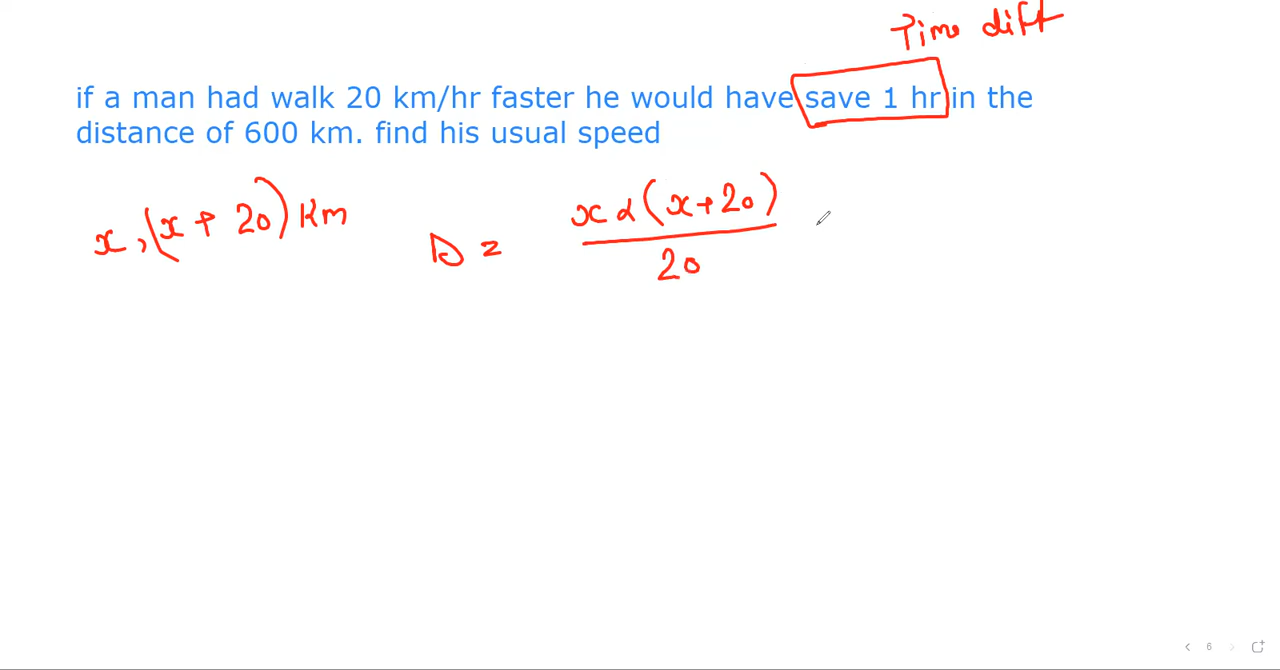 Time diff
if a man had walk 20 km/hr faster he would have save 1 hr in the
distance of 600 km. find his usual speed
x, (x + 20) Km
D = x α (x + 20)
20
6